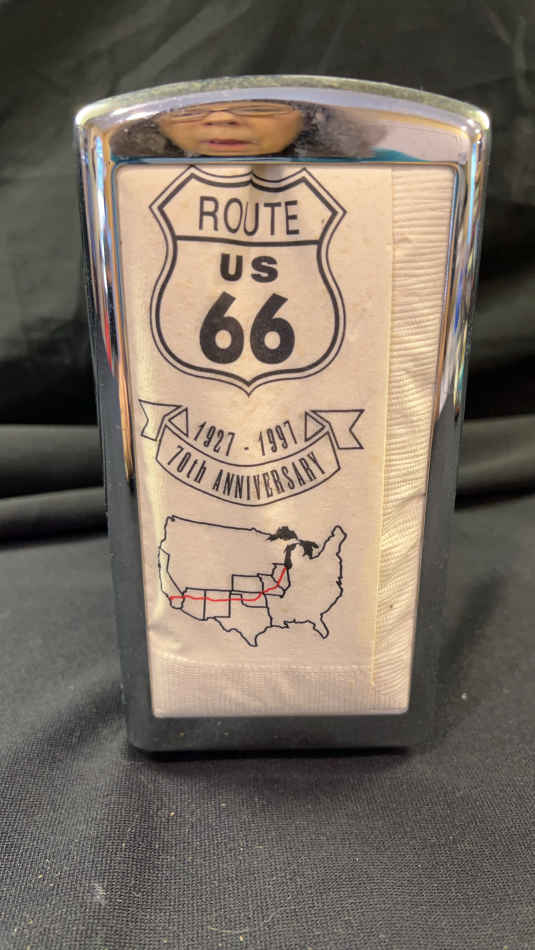 ROUTE
US
66
1927 - 1997
70th ANNIVERSARY